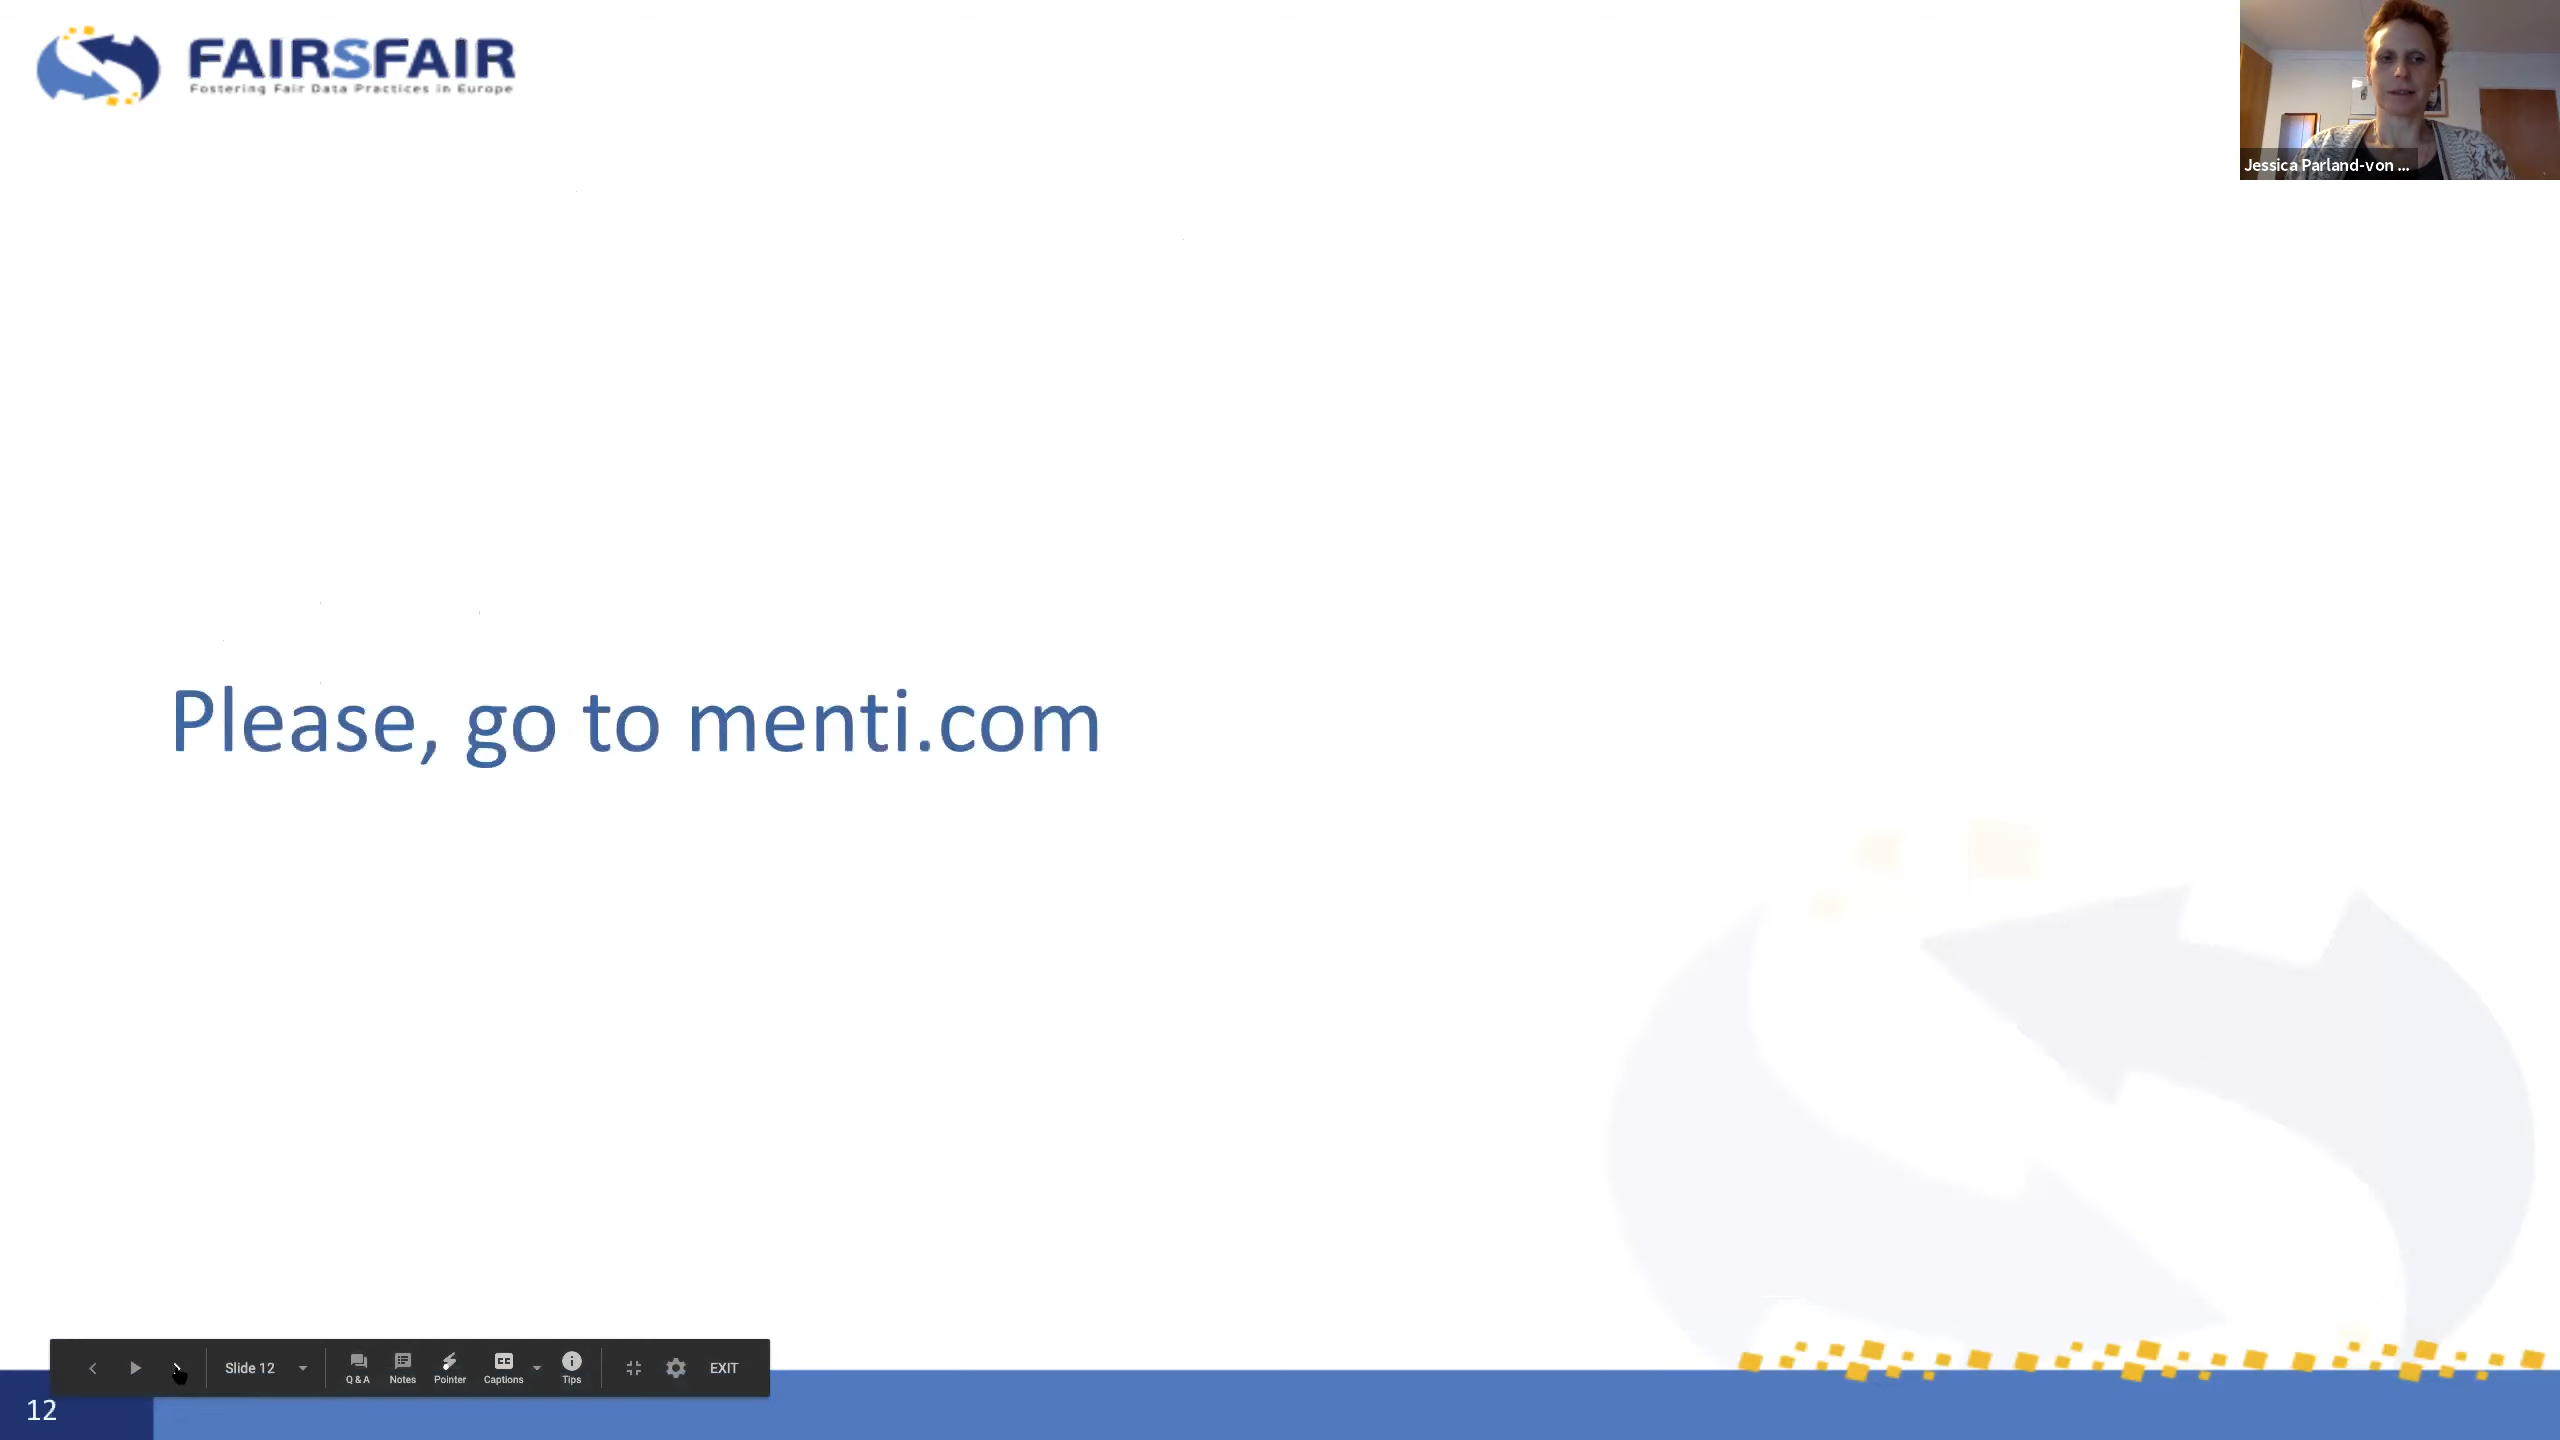 FAIRSFAIR
Fostering Fair Data Practices in Europe
Jessica Parland-von ...
Please, go to menti.com
Slide 12
Q & A
Notes
Pointer
CC
Captions
Tips
EXIT
12